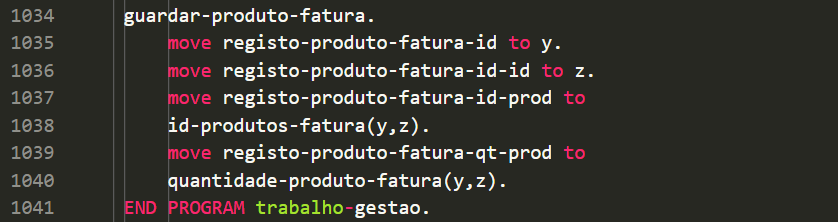 1034 guardar-produto-fatura.
1035 move registo-produto-fatura-id to y.
1036 move registo-produto-fatura-id-id to z.
1037 move registo-produto-fatura-id-prod to
1038 id-produtos-fatura(y,z).
1039 move registo-produto-fatura-qt-prod to
1040 quantidade-produto-fatura(y,z).
1041 END PROGRAM trabalho-gestao.